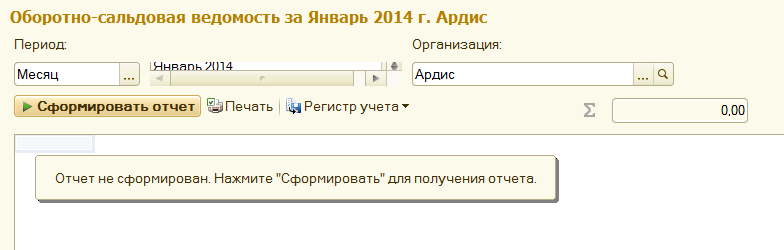 Оборотно-сальдовая ведомость за Январь 2014 г. Ардис
Период:
Организация:
Месяц ...
Январь 2014
Ардис ...
Сформировать отчет Печать Регистр учета Σ 0,00
Отчет не сформирован. Нажмите "Сформировать" для получения отчета.